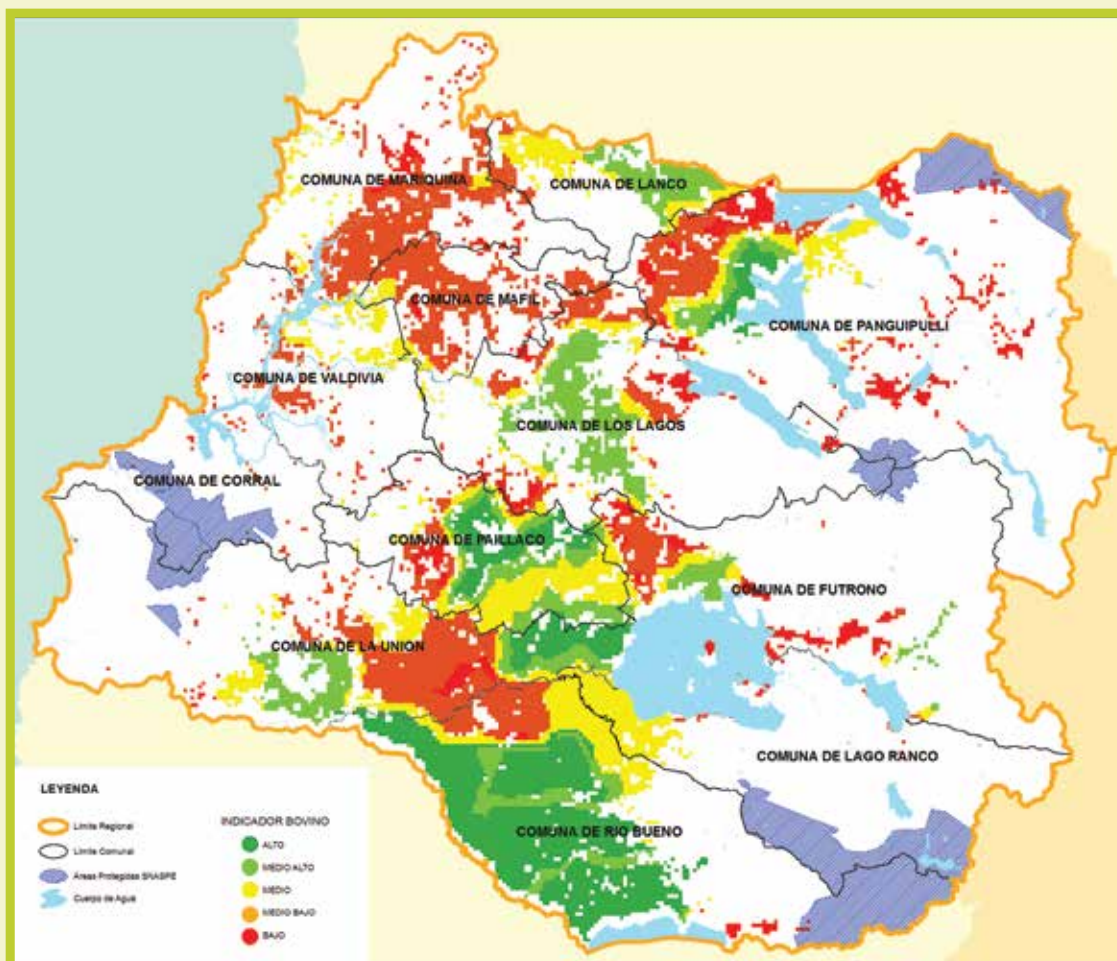 COMUNA DE MARIQUINA
COMUNA DE LANCO
COMUNA DE MAFIL
COMUNA DE PANGUIPULLI
COMUNA DE VALDIVIA
COMUNA DE LOS LAGOS
COMUNA DE CORRAL
COMUNA DE PAILLACO
COMUNA DE FUTRONO
COMUNA DE LA UNION
COMUNA DE LAGO RANCO
COMUNA DE RIO BUENO
LEYENDA
Limite Regional
Limite Comunal
Areas Protegidas SNASPE
Cuerpo de Agua
INDICADOR BOVINO
ALTO
MEDIO ALTO
MEDIO
MEDIO BAJO
BAJO